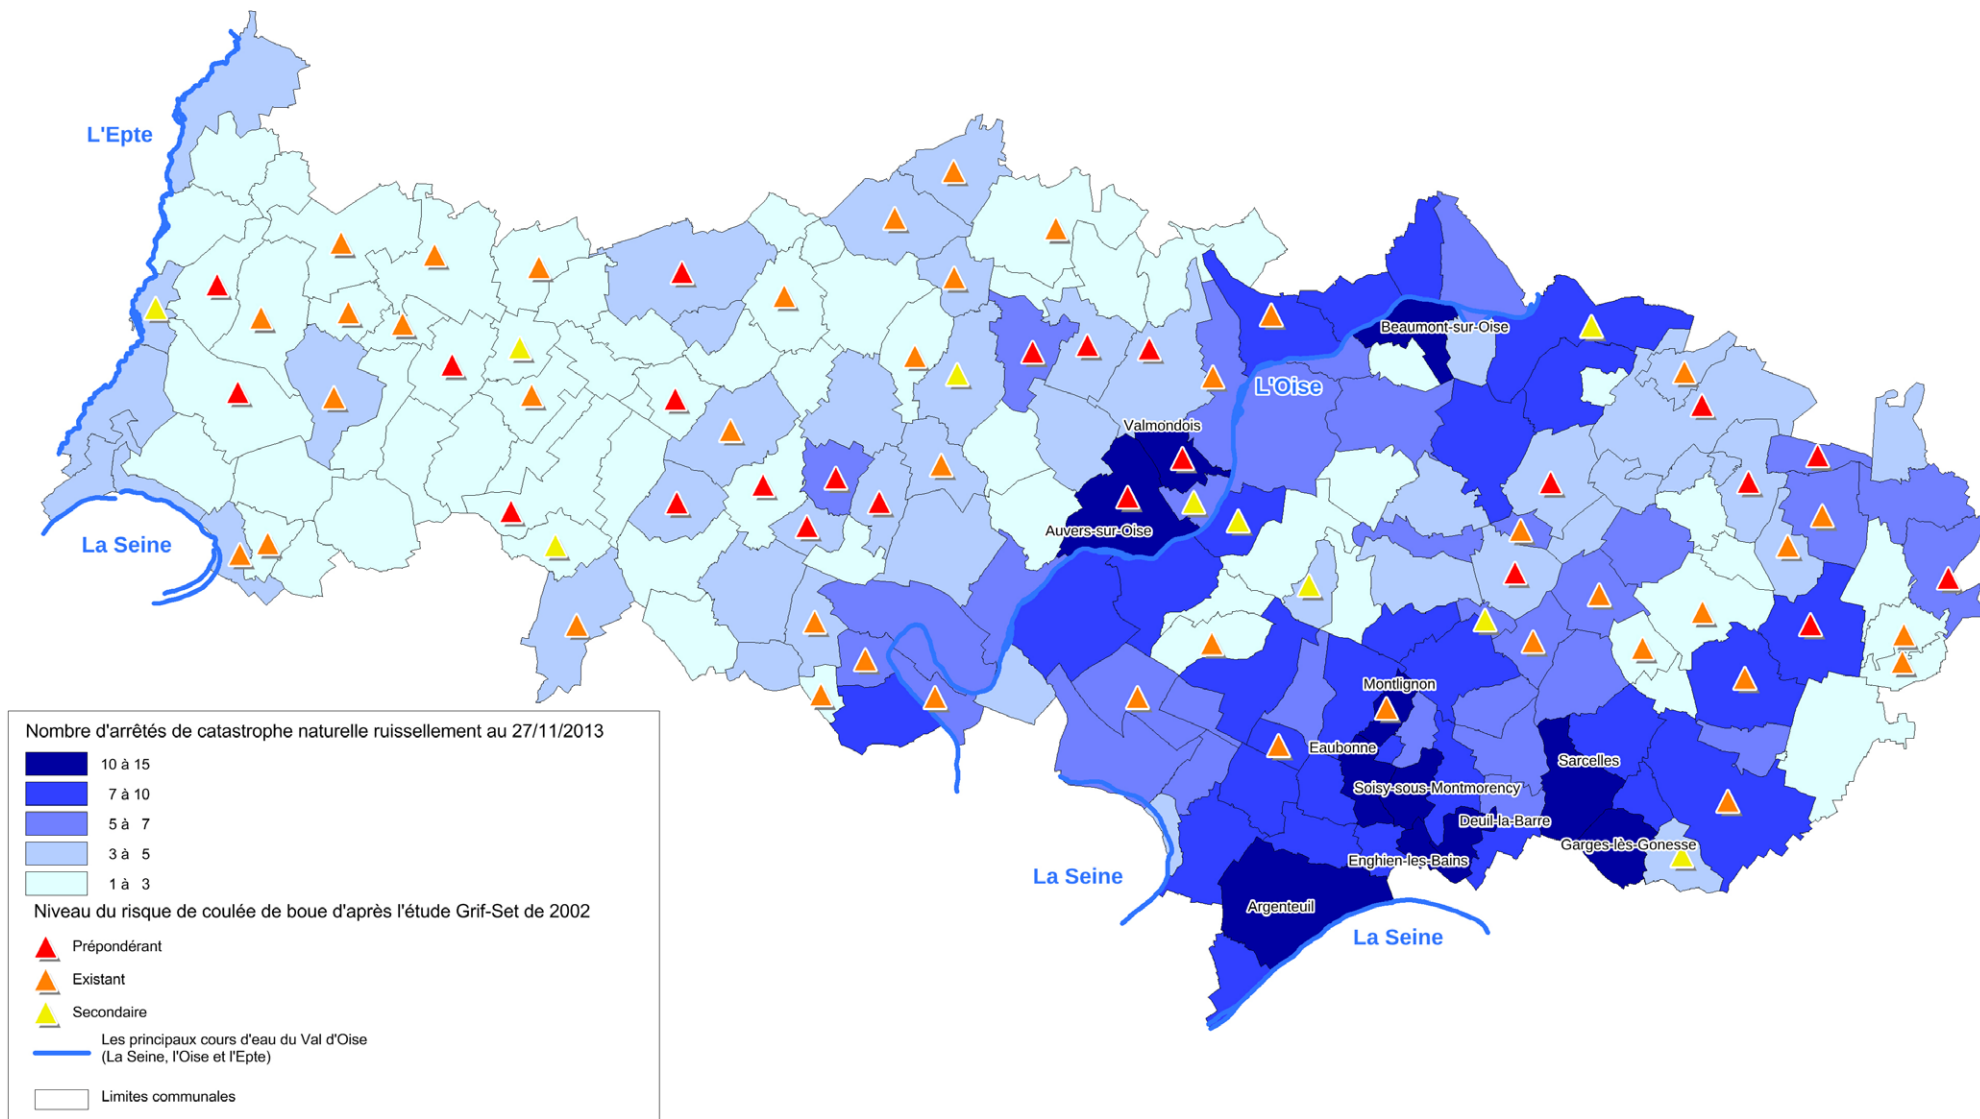 L'Epte
Beaumont-sur-Oise
L'Oise
Valmondois
Auvers-sur-Oise
La Seine
Montlignon
Eaubonne
Soisy-sous-Montmorency
Sarcelles
Deuil-la-Barre
Garges-lès-Gonesse
Enghien-les-Bains
La Seine
Argenteuil
La Seine
Nombre d'arrêtés de catastrophe naturelle ruissellement au 27/11/2013
10 à 15
7 à 10
5 à 7
3 à 5
1 à 3
Niveau du risque de coulée de boue d'après l'étude Grif-Set de 2002
Prépondérant
Existant
Secondaire
Les principaux cours d'eau du Val d'Oise
(La Seine, l'Oise et l'Epte)
Limites communales